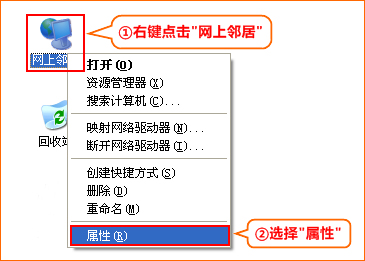 ①右键点击"网上邻居"
网上邻
打开(O)
资源管理器(X)
搜索计算机(C)...
回收站
映射网络驱动器(N)...
断开网络驱动器(I)...
创建快捷方式(S)
删除(D)
重命名(M)
属性(R)
②选择"属性"